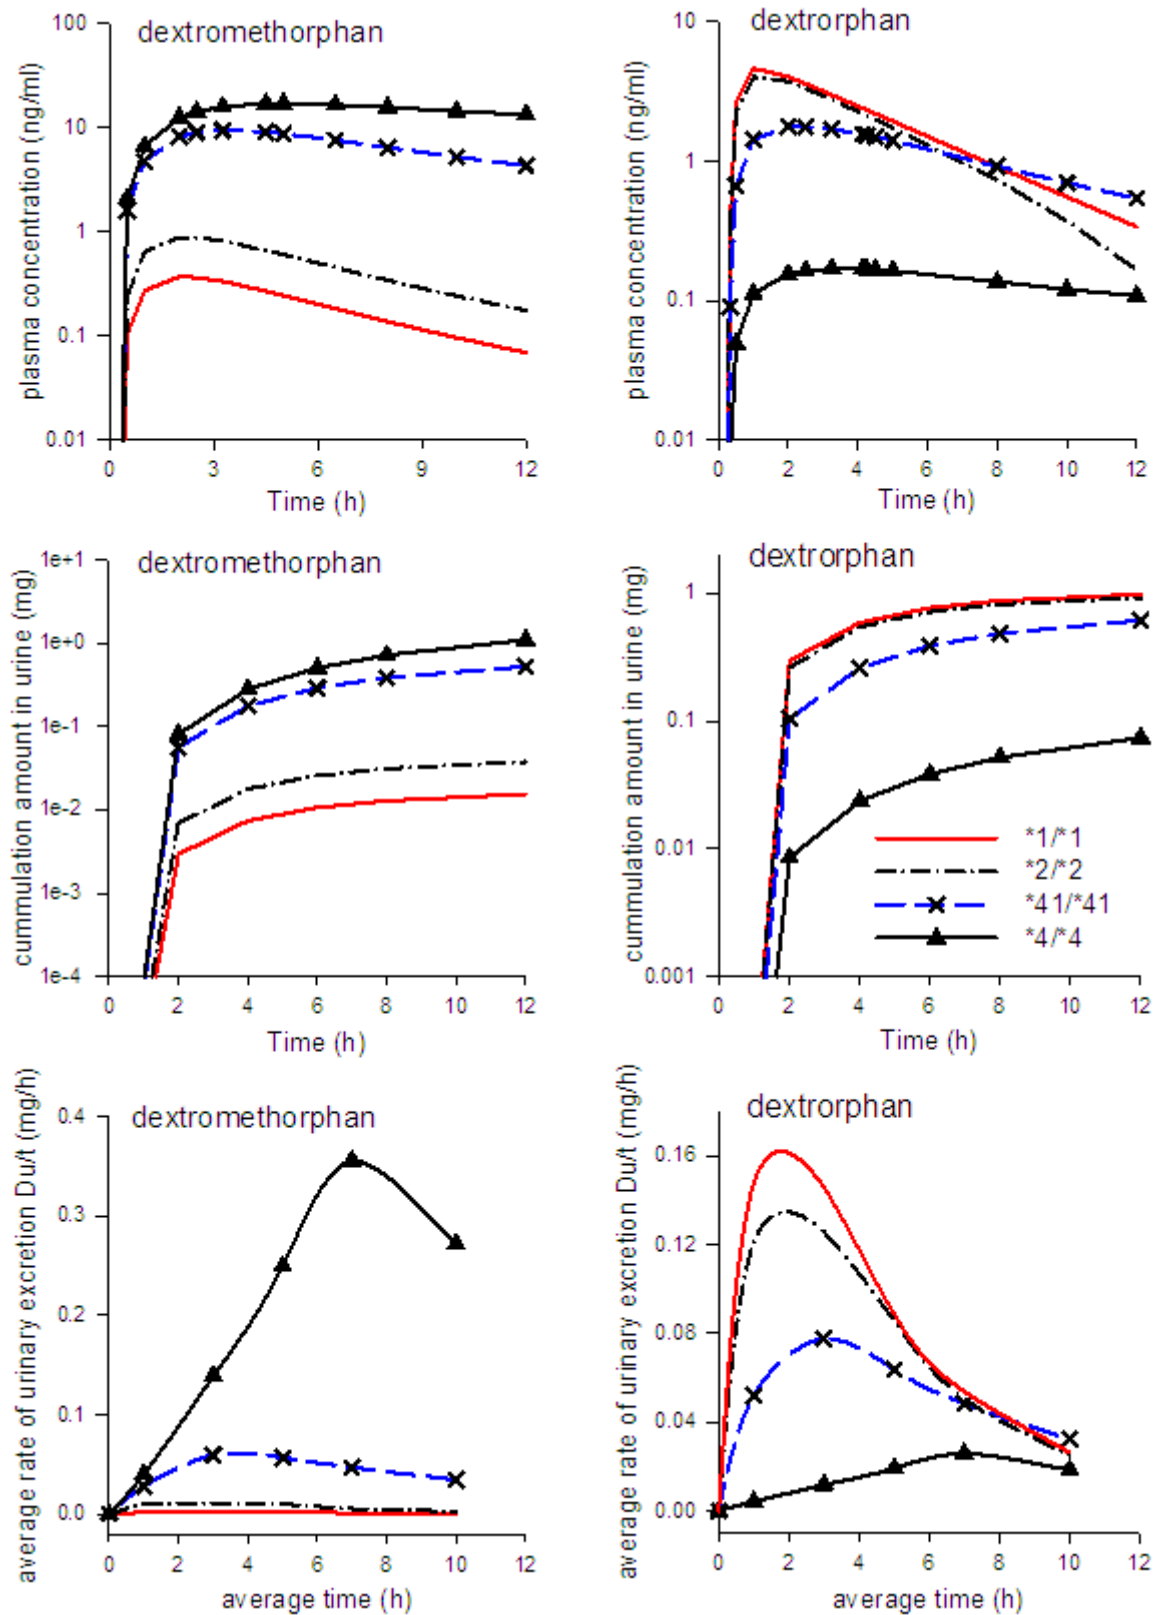 dextromethorphan
plasma concentration (ng/ml)
100
10
1
0.1
0.01
0 3 6 9 12
Time (h)
dextrorphan
plasma concentration (ng/ml)
10
1
0.1
0.01
0 2 4 6 8 10 12
Time (h)
dextromethorphan
cummulation amount in urine (mg)
1e+1
1e+0
1e-1
1e-2
1e-3
1e-4
0 2 4 6 8 10 12
Time (h)
dextrorphan
cummulation amount in urine (mg)
1
0.1
0.01
0.001
*1/*1
*2/*2
*41/*41
*4/*4
0 2 4 6 8 10 12
Time (h)
dextromethorphan
average rate of urinary excretion Du/t (mg/h)
0.4
0.3
0.2
0.1
0.0
0 2 4 6 8 10 12
average time (h)
dextrorphan
average rate of urinary excretion Du/t (mg/h)
0.16
0.12
0.08
0.04
0.00
0 2 4 6 8 10 12
average time (h)